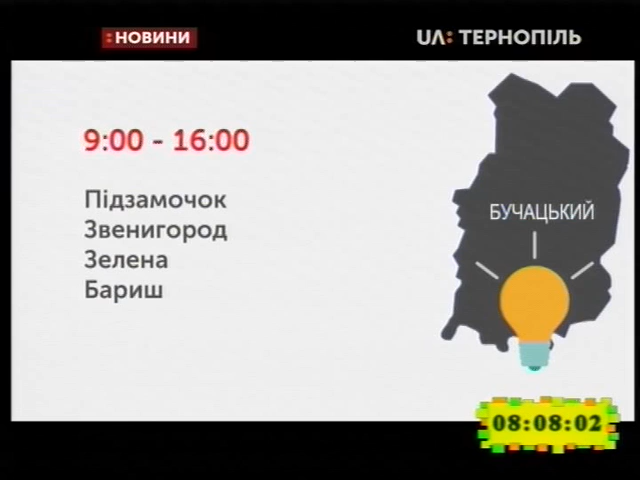 : НОВИНИ
UA: ТЕРНОПІЛЬ
9:00 - 16:00
Підзамочок
Звенигород
Зелена
Бариш
БУЧАЦЬКИЙ
08:08:02